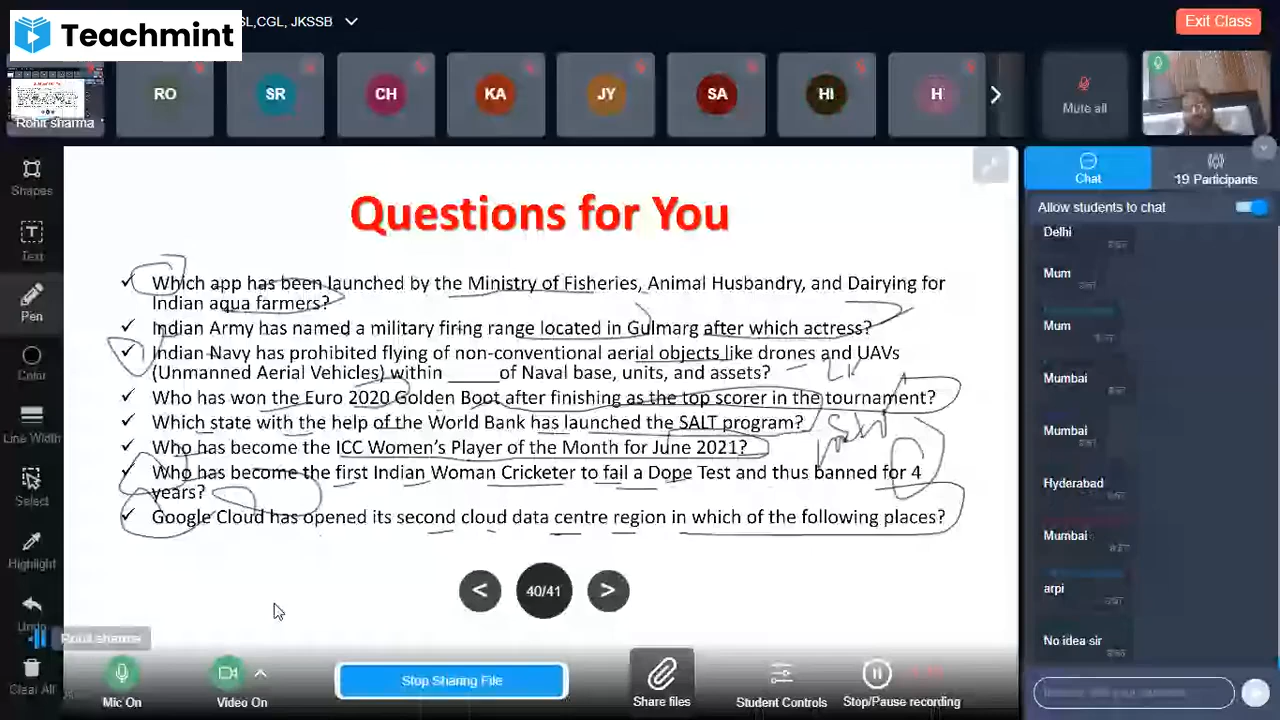 Teachmint
SL,CGL, JKSSB
Exit Class
RO
SR
CH
KA
JY
SA
HI
H
Rohit sharma
Mute all
Shapes
Text
Pen
Color
Line Width
Select
Highlight
Undo
Clear All
Questions for You
✓ Which app has been launched by the Ministry of Fisheries, Animal Husbandry, and Dairying for
Indian aqua farmers?
✓ Indian Army has named a military firing range located in Gulmarg after which actress?
✓ Indian Navy has prohibited flying of non-conventional aerial objects like drones and UAVs
(Unmanned Aerial Vehicles) within ____ of Naval base, units, and assets?
✓ Who has won the Euro 2020 Golden Boot after finishing as the top scorer in the tournament?
✓ Which state with the help of the World Bank has launched the SALT program?
✓ Who has become the ICC Women's Player of the Month for June 2021?
✓ Who has become the first Indian Woman Cricketer to fail a Dope Test and thus banned for 4
years?
✓ Google Cloud has opened its second cloud data centre region in which of the following places?
<
40/41
>
Rohit sharma
Mic On
Video On
Stop Sharing File
Share files
Student Controls
Stop/Pause recording
Chat
19 Participants
Allow students to chat
Delhi
Mum
Mum
Mumbai
Mumbai
Hyderabad
Mumbai
arpi
No idea sir